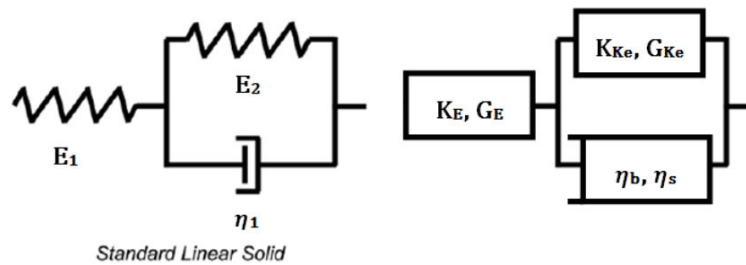 E₂
E₁
η₁
Standard Linear Solid
K_Ke, G_Ke
K_E, G_E
η_b, η_s